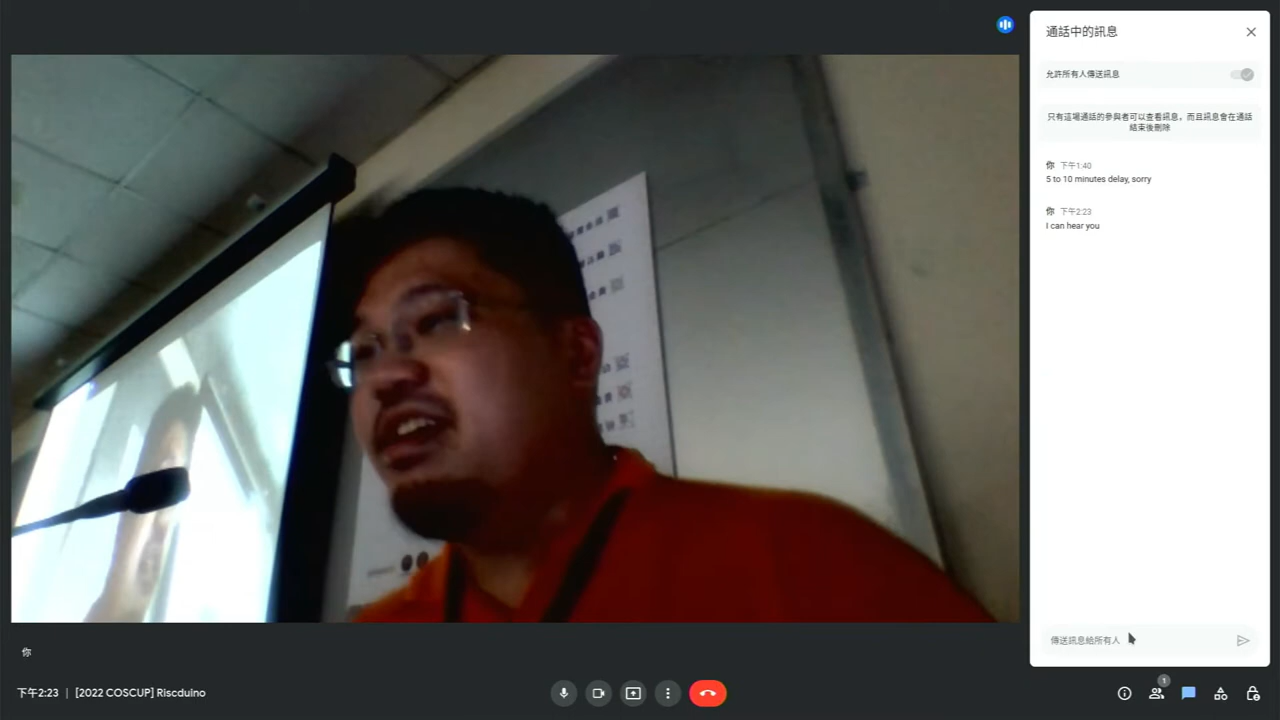 通話中的訊息
允許所有人傳送訊息
只有這場通話的參與者可以查看訊息，而且訊息會在通話
結束後刪除
你 下午1:40
5 to 10 minutes delay, sorry
你 下午2:23
I can hear you
傳送訊息給所有人
你
下午2:23 | [2022 COSCUP] Riscduino
1